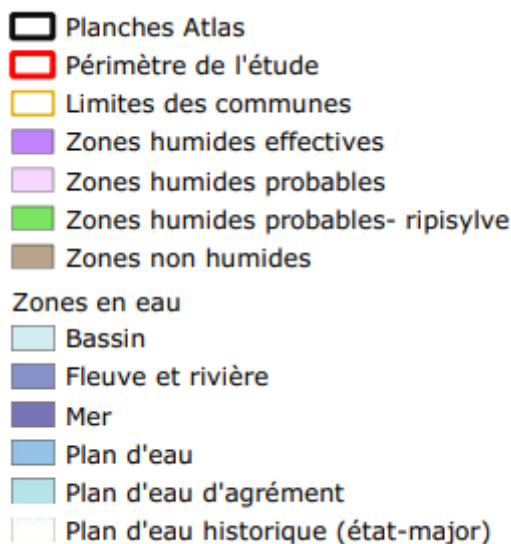 Planches Atlas
Périmètre de l'étude
Limites des communes
Zones humides effectives
Zones humides probables
Zones humides probables- ripisylve
Zones non humides
Zones en eau
Bassin
Fleuve et rivière
Mer
Plan d'eau
Plan d'eau d'agrément
Plan d'eau historique (état-major)